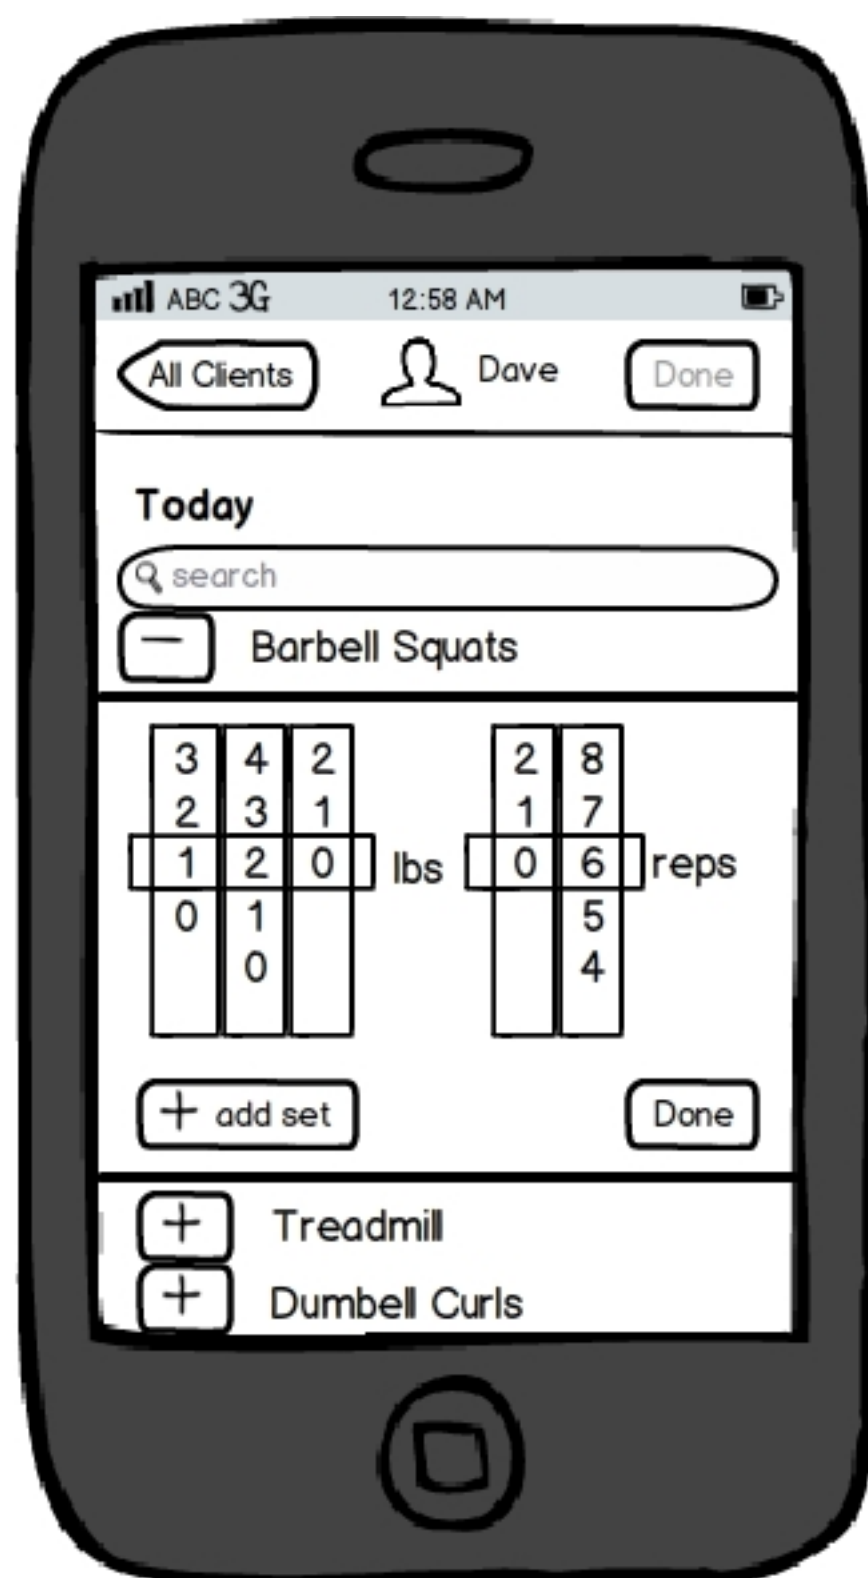 ABC 3G 12:58 AM
All Clients Dave Done
Today
search
− Barbell Squats
3 4 2 2 8
2 3 1 1 7
1 2 0 lbs 0 6 reps
0 1 5
0 4
+ add set Done
+ Treadmill
+ Dumbell Curls